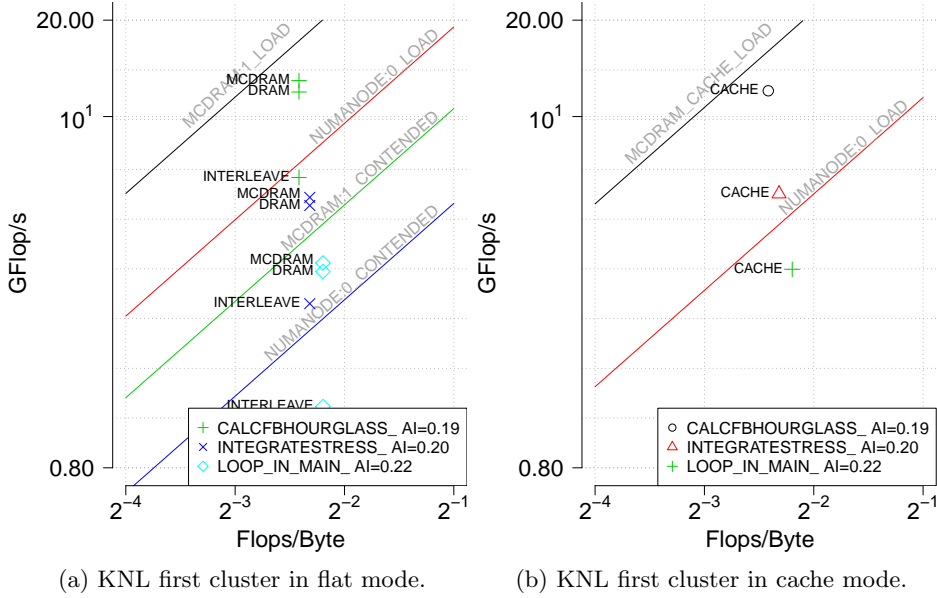 20.00
10¹
0.80
GFlop/s
MCDRAM:1_LOAD
NUMANODE:0_LOAD
MCDRAM:1_CONTENDED
NUMANODE:0_CONTENDED
MCDRAM
DRAM
INTERLEAVE
MCDRAM
DRAM
MCDRAM
DRAM
INTERLEAVE
INTERLEAVE
CALCFBHOURGLASS_ AI=0.19
INTEGRATESTRESS_ AI=0.20
LOOP_IN_MAIN_ AI=0.22
2⁻⁴ 2⁻³ 2⁻² 2⁻¹
Flops/Byte
(a) KNL first cluster in flat mode.
20.00
10¹
0.80
GFlop/s
MCDRAM_CACHE_LOAD
NUMANODE:0_LOAD
CACHE
CACHE
CACHE
CALCFBHOURGLASS_ AI=0.19
INTEGRATESTRESS_ AI=0.20
LOOP_IN_MAIN_ AI=0.22
2⁻⁴ 2⁻³ 2⁻² 2⁻¹
Flops/Byte
(b) KNL first cluster in cache mode.